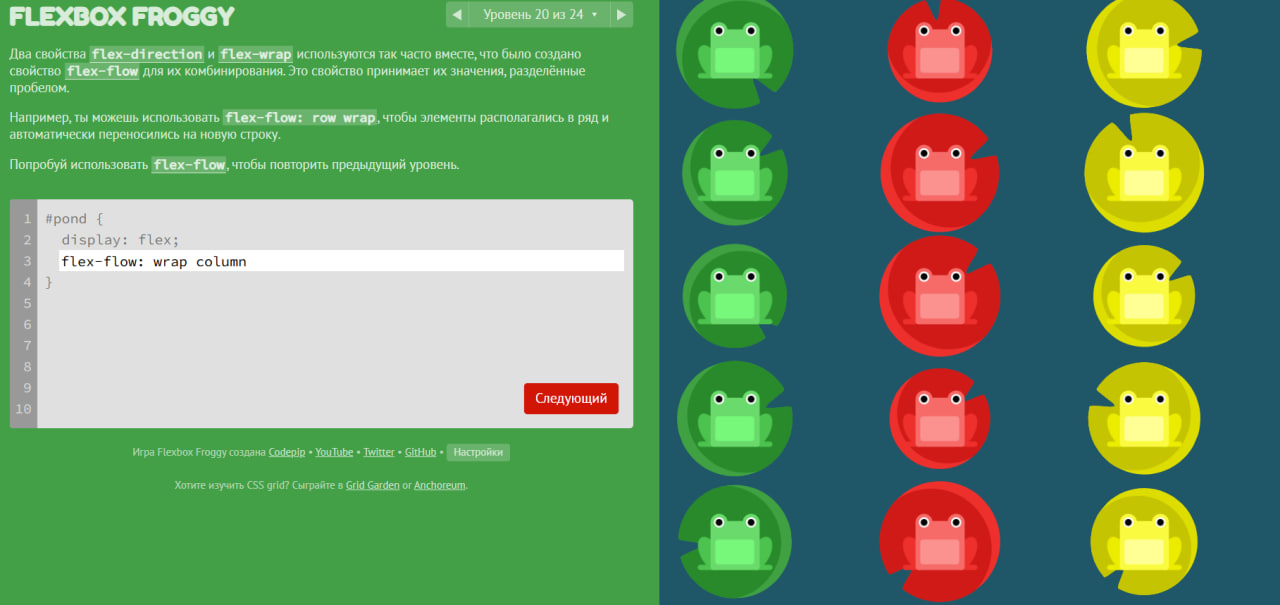 FLEXBOX FROGGY
Уровень 20 из 24
Два свойства flex-direction и flex-wrap используются так часто вместе, что было создано
свойство flex-flow для их комбинирования. Это свойство принимает их значения, разделённые
пробелом.
Например, ты можешь использовать flex-flow: row wrap, чтобы элементы располагались в ряд и
автоматически переносились на новую строку.
Попробуй использовать flex-flow, чтобы повторить предыдущий уровень.
1 #pond {
2 display: flex;
3 flex-flow: wrap column
4 }
5
6
7
8
9
10
Следующий
Игра Flexbox Froggy создана Codepip • YouTube • Twitter • GitHub • Настройки
Хотите изучить CSS grid? Сыграйте в Grid Garden or Anchoreum.